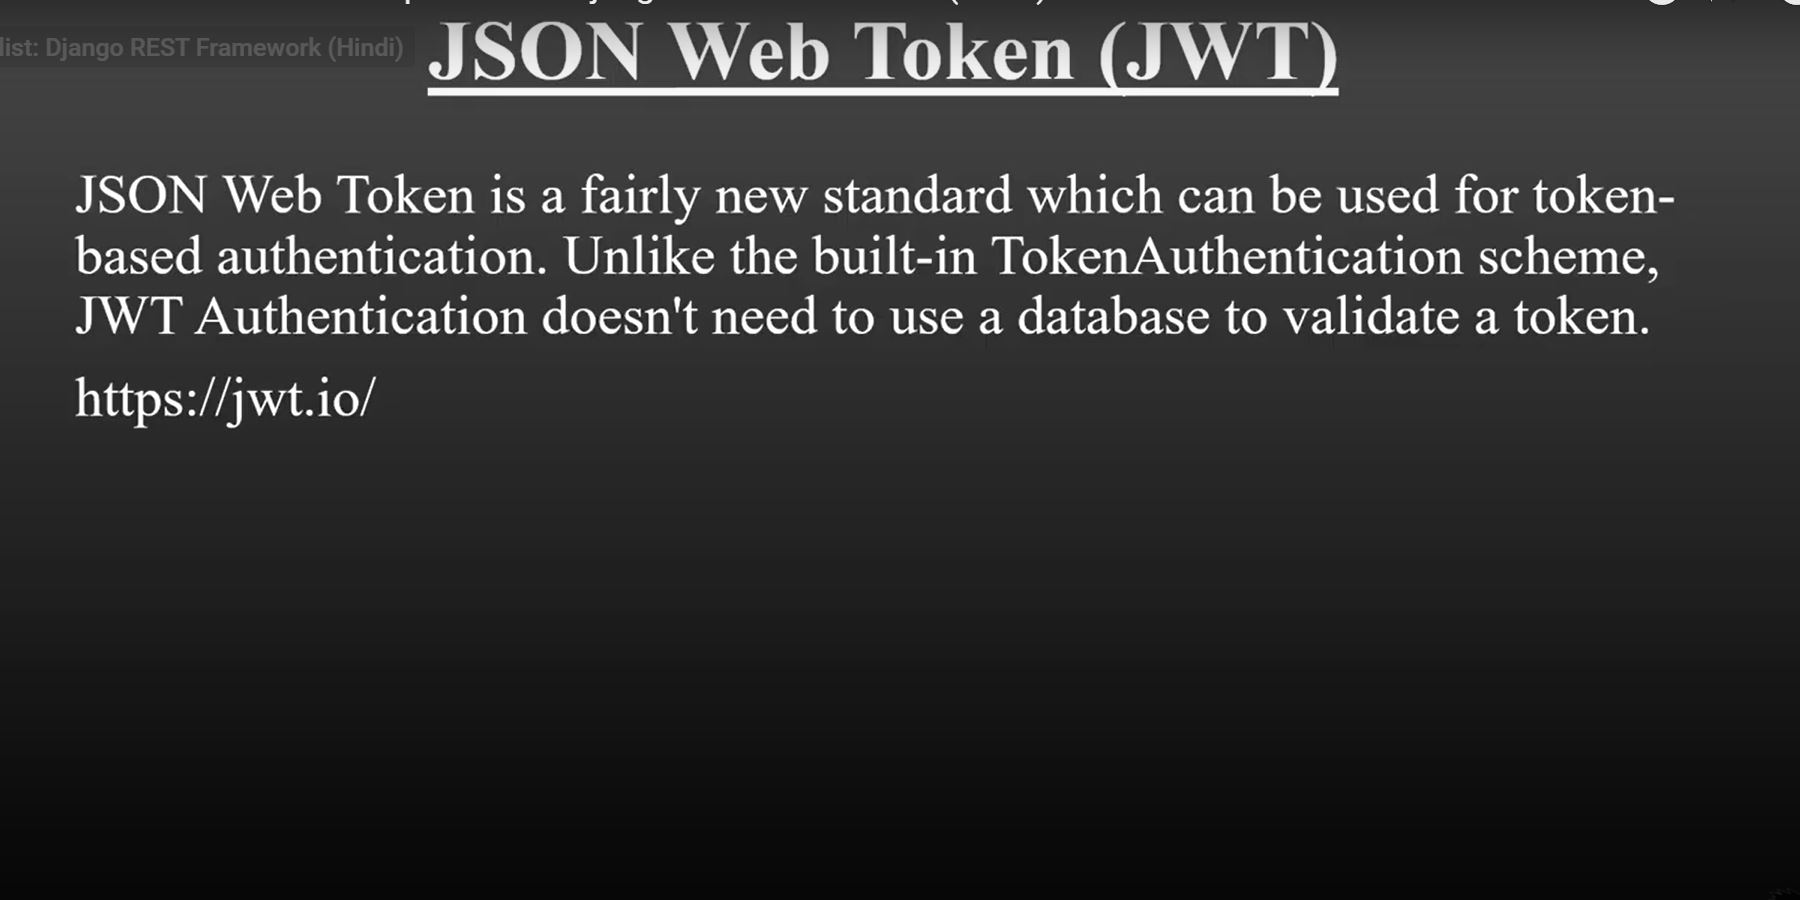 list: Django REST Framework (Hindi)
JSON Web Token (JWT)
JSON Web Token is a fairly new standard which can be used for token-
based authentication. Unlike the built-in TokenAuthentication scheme,
JWT Authentication doesn't need to use a database to validate a token.
https://jwt.io/